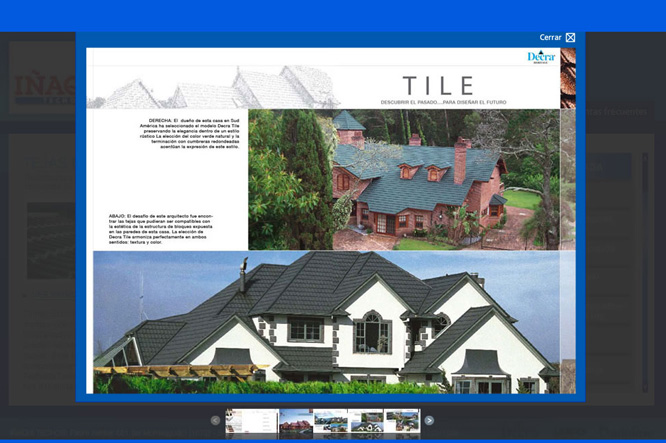 Cerrar
Decra
TILE
DESCUBRIR EL PASADO....PARA DISEÑAR EL FUTURO
DERECHA: El dueño de esta casa en Sud
América ha seleccionado el modelo Decra Tile
preservando la elegancia dentro de un estilo
rústico La elección del color verde natural y la
terminación con cumbreras redondeadas
acentúan la expresión de este estilo.
ABAJO: El desafío de este arquitecto fue encon-
trar las tejas que pudieran ser compatibles con
la estética de la estructura de bloques expuesta
en las paredes de esta casa. La elección de
Decra Tile armoniza perfectamente en ambos
sentidos: textura y color.